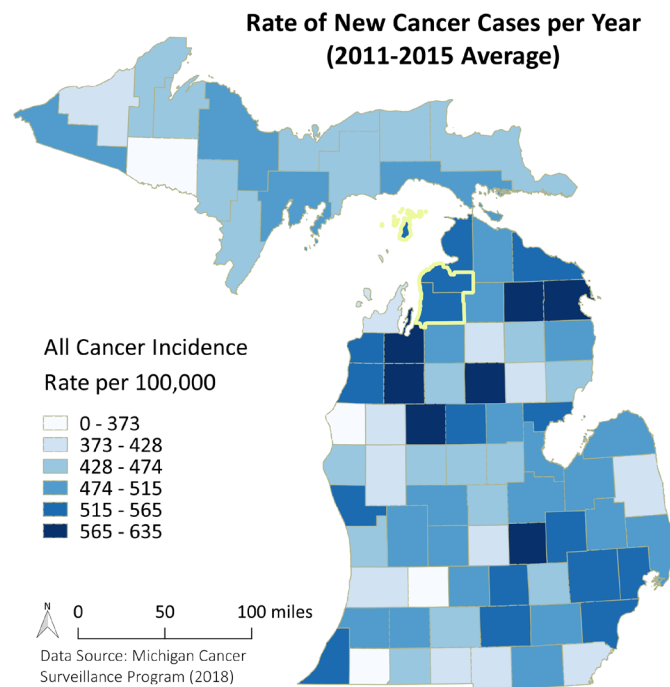 Rate of New Cancer Cases per Year
(2011-2015 Average)
All Cancer Incidence
Rate per 100,000
0 - 373
373 - 428
428 - 474
474 - 515
515 - 565
565 - 635
N
0 50 100 miles
Data Source: Michigan Cancer
Surveillance Program (2018)